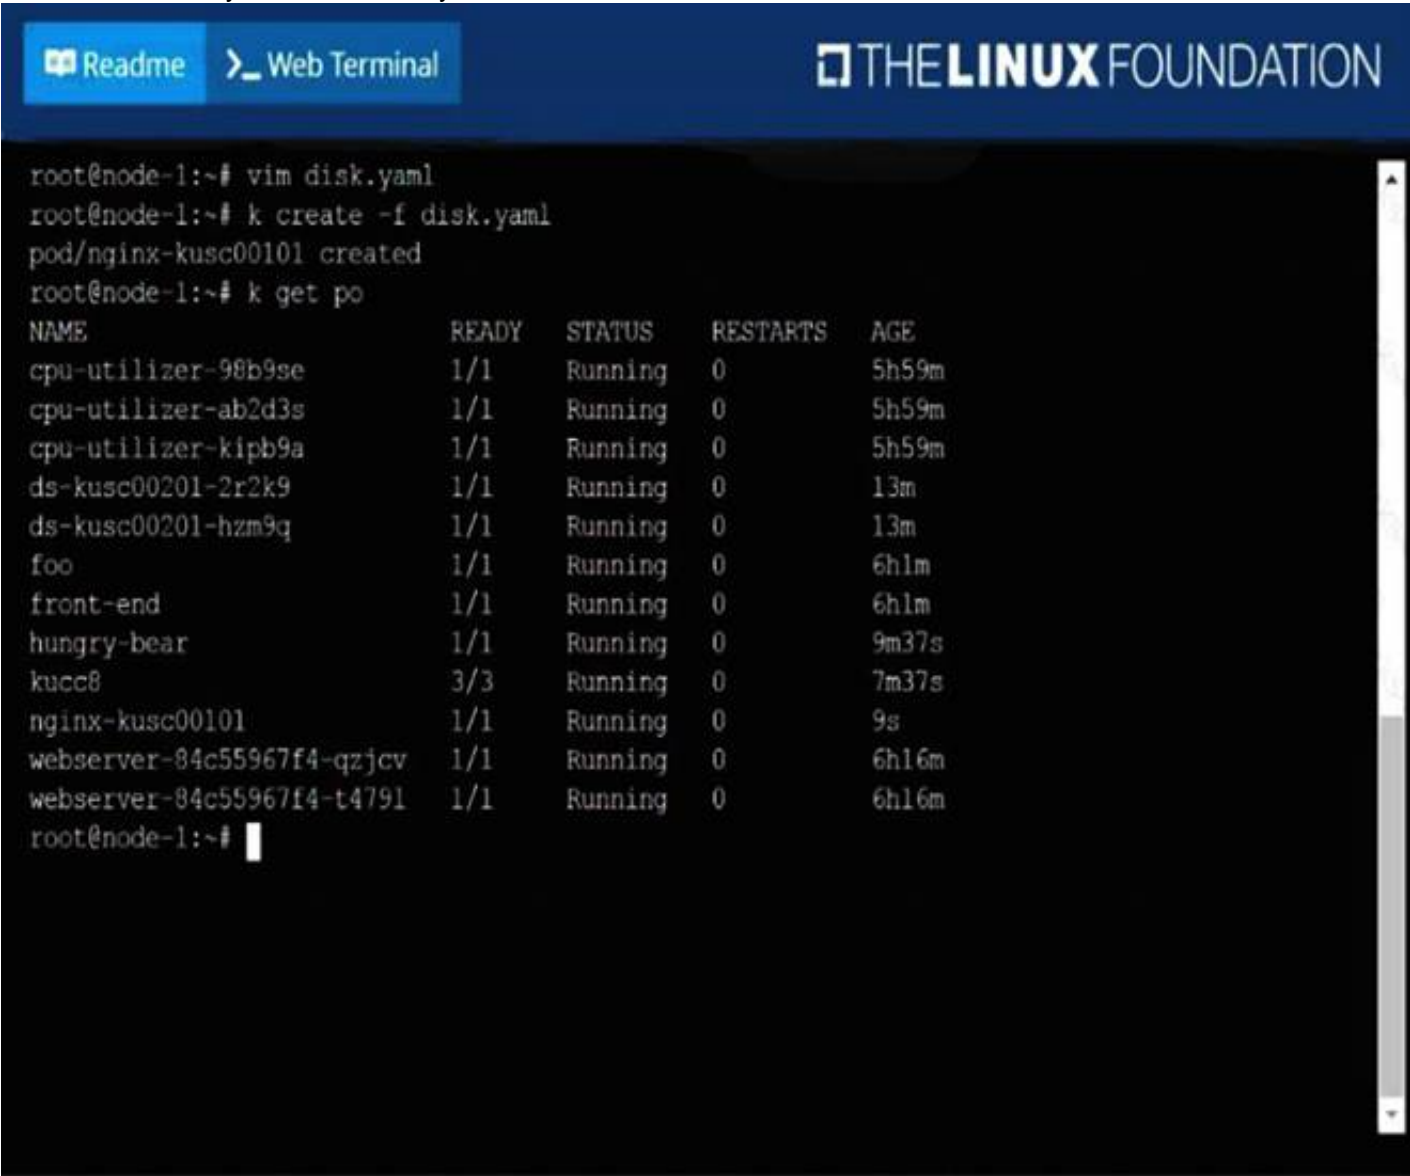 Readme >_ Web Terminal THE LINUX FOUNDATION
root@node-1:~# vim disk.yaml
root@node-1:~# k create -f disk.yaml
pod/nginx-kusc00101 created
root@node-1:~# k get po
NAME READY STATUS RESTARTS AGE
cpu-utilizer-98b9se 1/1 Running 0 5h59m
cpu-utilizer-ab2d3s 1/1 Running 0 5h59m
cpu-utilizer-kipb9a 1/1 Running 0 5h59m
ds-kusc00201-2r2k9 1/1 Running 0 13m
ds-kusc00201-hzm9q 1/1 Running 0 13m
foo 1/1 Running 0 6h1m
front-end 1/1 Running 0 6h1m
hungry-bear 1/1 Running 0 9m37s
kucc8 3/3 Running 0 7m37s
nginx-kusc00101 1/1 Running 0 9s
webserver-84c55967f4-qzjcv 1/1 Running 0 6h16m
webserver-84c55967f4-t479l 1/1 Running 0 6h16m
root@node-1:~#